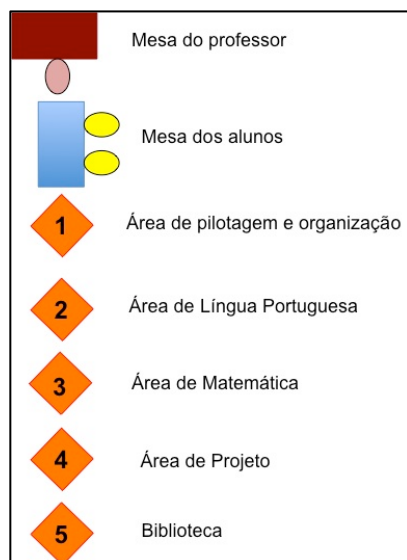 Mesa do professor
Mesa dos alunos
1 Área de pilotagem e organização
2 Área de Língua Portuguesa
3 Área de Matemática
4 Área de Projeto
5 Biblioteca